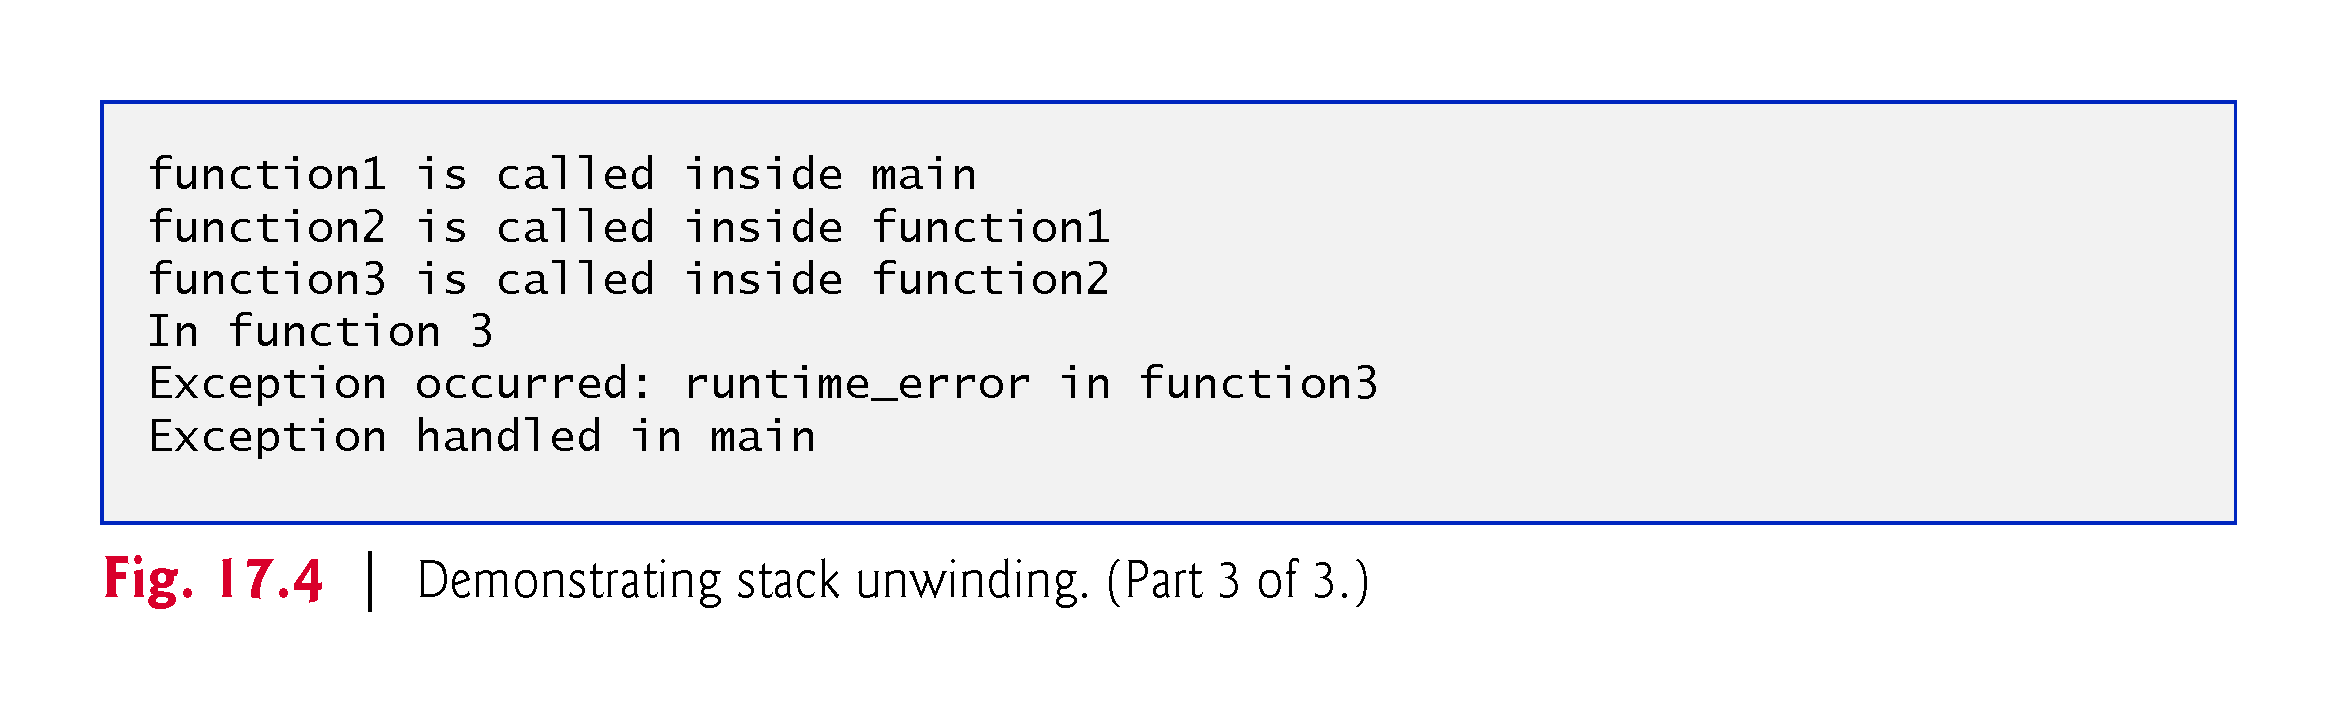 function1 is called inside main
function2 is called inside function1
function3 is called inside function2
In function 3
Exception occurred: runtime_error in function3
Exception handled in main
Fig. 17.4 | Demonstrating stack unwinding. (Part 3 of 3.)